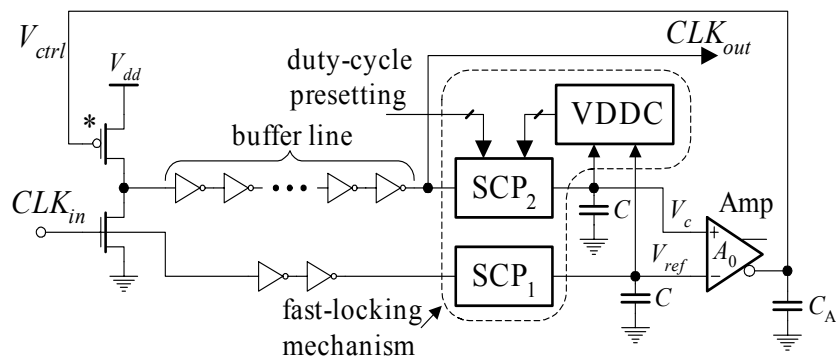 V_ctrl
V_dd
*
CLK_in
buffer line
duty-cycle
presetting
CLK_out
VDDC
SCP_2
C
V_c
Amp
+
A_0
−
V_ref
SCP_1
C
C_A
fast-locking
mechanism